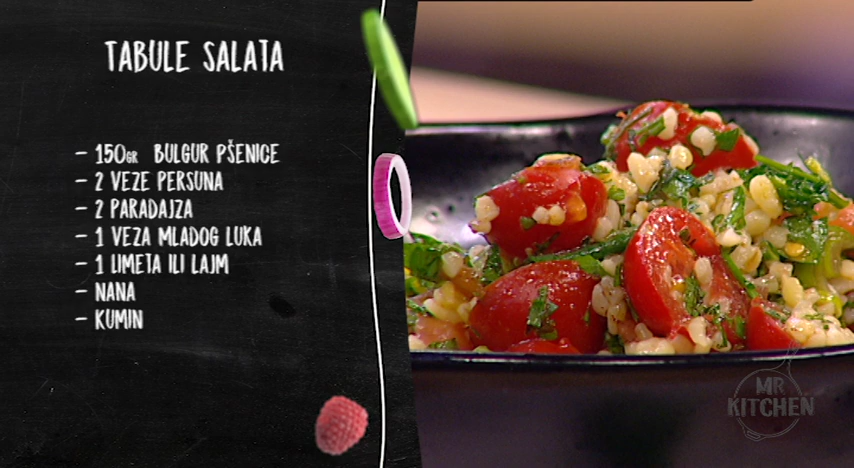 TABULE SALATA
- 150GR BULGUR PŠENICE
- 2 VEZE PERSUNA
- 2 PARADAJZA
- 1 VEZA MLADOG LUKA
- 1 LIMETA ILI LAJM
- NANA
- KUMIN
MR
KITCHEN